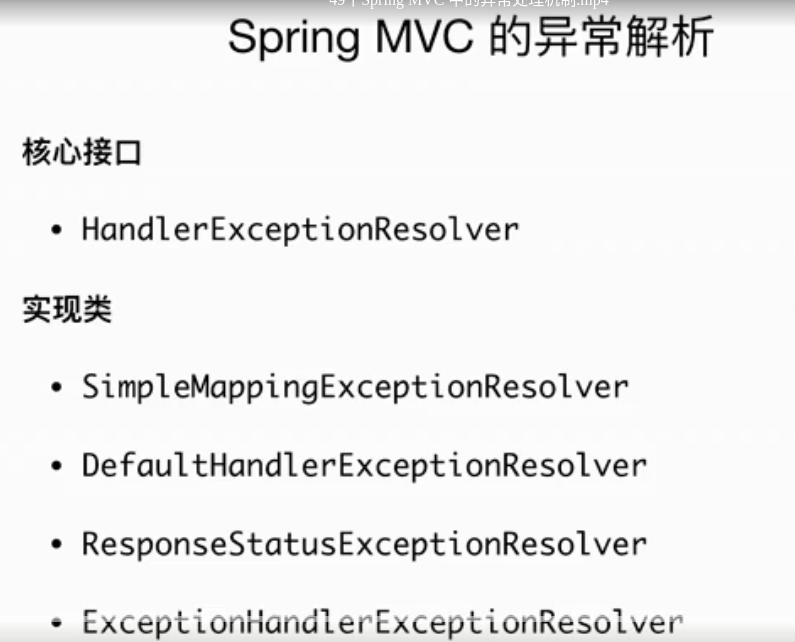 49 | Spring MVC 中的异常处理机制.mp4
Spring MVC 的异常解析
核心接口
• HandlerExceptionResolver
实现类
• SimpleMappingExceptionResolver
• DefaultHandlerExceptionResolver
• ResponseStatusExceptionResolver
• ExceptionHandlerExceptionResolver